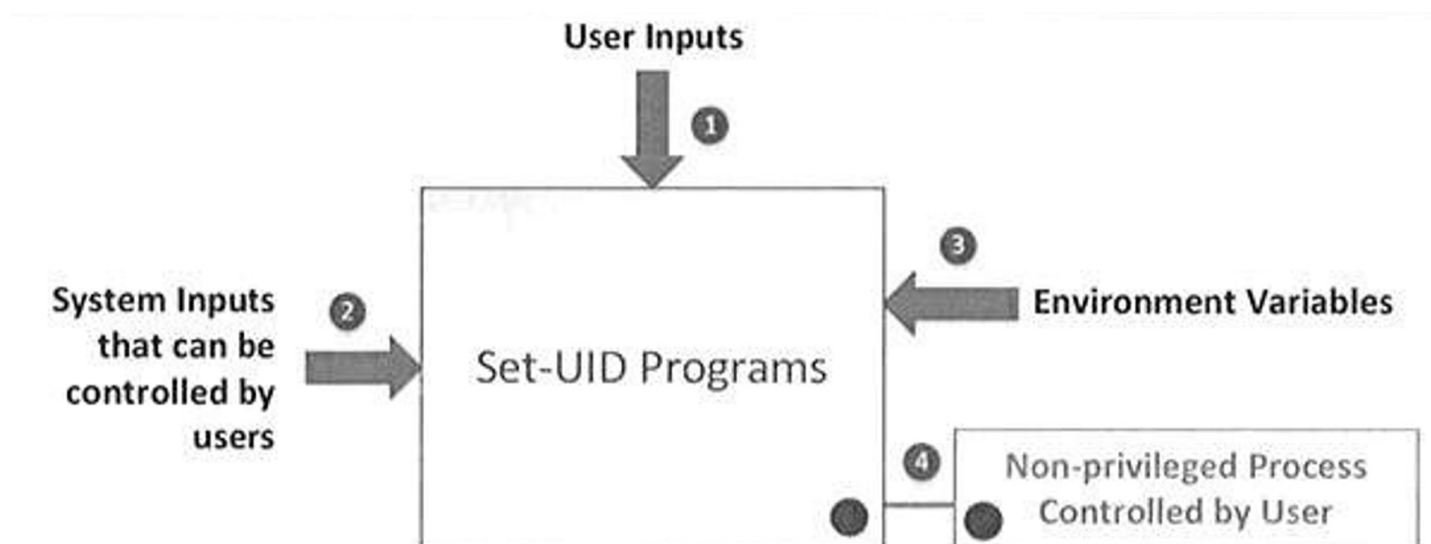 User Inputs
1
3
System Inputs
that can be
controlled by
users
2
Environment Variables
Set-UID Programs
4
Non-privileged Process
Controlled by User